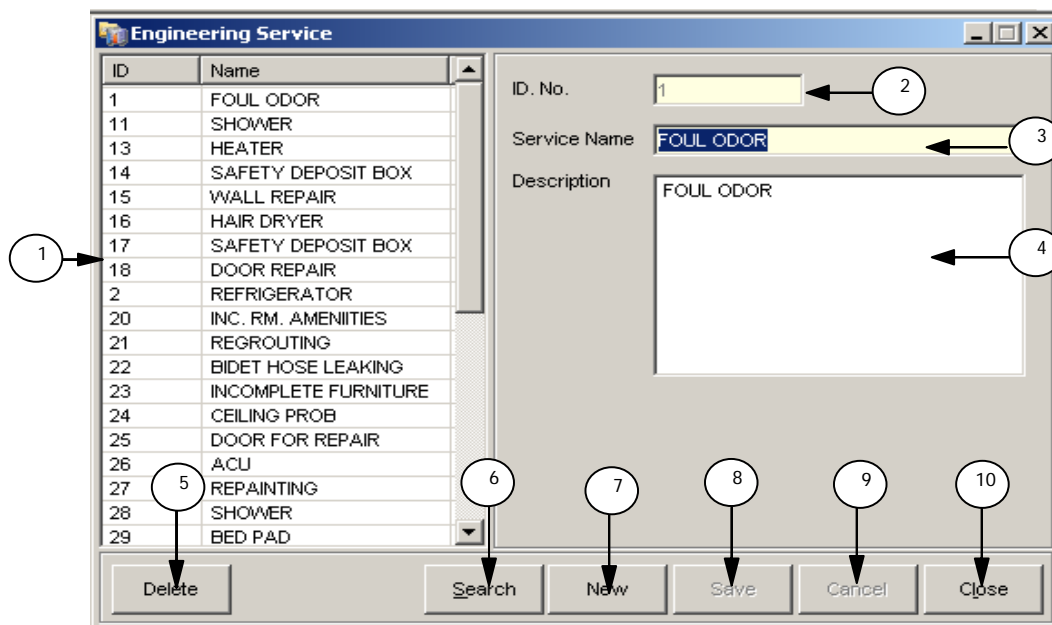 Engineering Service
ID Name
1 FOUL ODOR
11 SHOWER
13 HEATER
14 SAFETY DEPOSIT BOX
15 WALL REPAIR
16 HAIR DRYER
17 SAFETY DEPOSIT BOX
18 DOOR REPAIR
2 REFRIGERATOR
20 INC. RM. AMENIITIES
21 REGROUTING
22 BIDET HOSE LEAKING
23 INCOMPLETE FURNITURE
24 CEILING PROB
25 DOOR FOR REPAIR
26 ACU
27 REPAINTING
28 SHOWER
29 BED PAD
1
ID. No. 1
2
Service Name FOUL ODOR
3
Description FOUL ODOR
4
5 6 7 8 9 10
Delete Search New Save Cancel Close